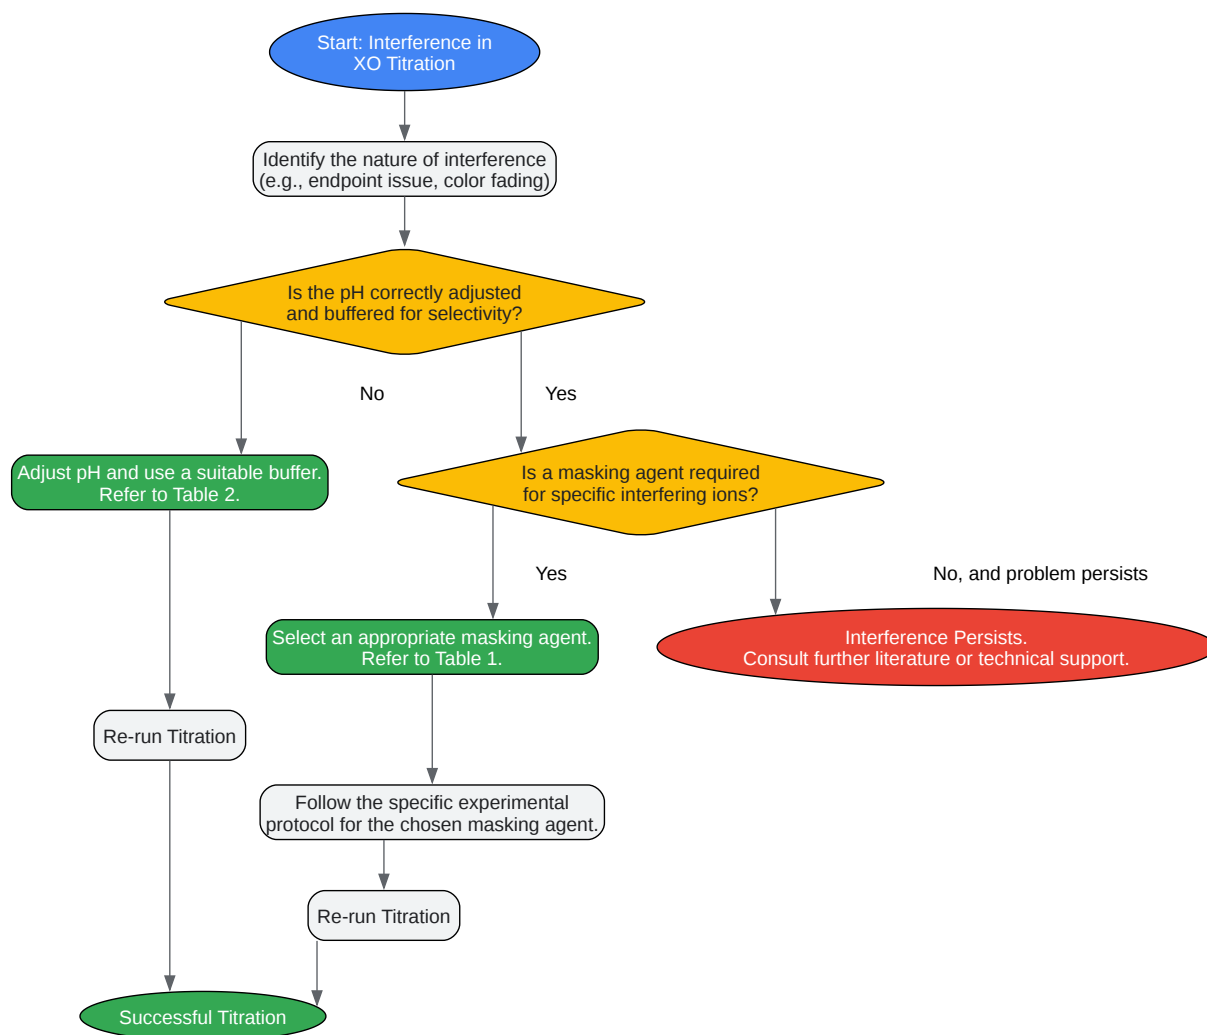 Start: Interference in
XO Titration
Identify the nature of interference
(e.g., endpoint issue, color fading)
Is the pH correctly adjusted
and buffered for selectivity?
No
Yes
Adjust pH and use a suitable buffer.
Refer to Table 2.
Is a masking agent required
for specific interfering ions?
Yes
No, and problem persists
Select an appropriate masking agent.
Refer to Table 1.
Interference Persists.
Consult further literature or technical support.
Re-run Titration
Follow the specific experimental
protocol for the chosen masking agent.
Re-run Titration
Successful Titration